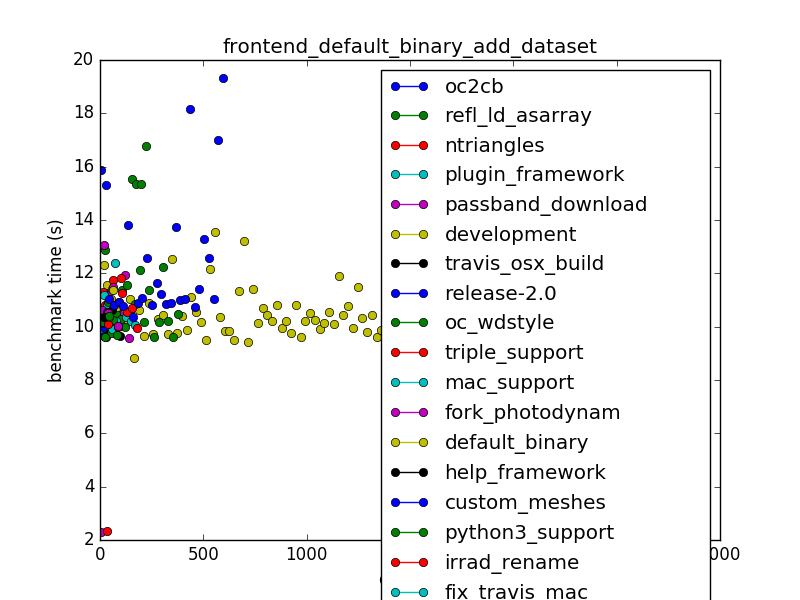 frontend_default_binary_add_dataset
benchmark time (s)
20
18
16
14
12
10
8
6
4
2
0
500
1000
000
oc2cb
refl_ld_asarray
ntriangles
plugin_framework
passband_download
development
travis_osx_build
release-2.0
oc_wdstyle
triple_support
mac_support
fork_photodynam
default_binary
help_framework
custom_meshes
python3_support
irrad_rename
fix_travis_mac